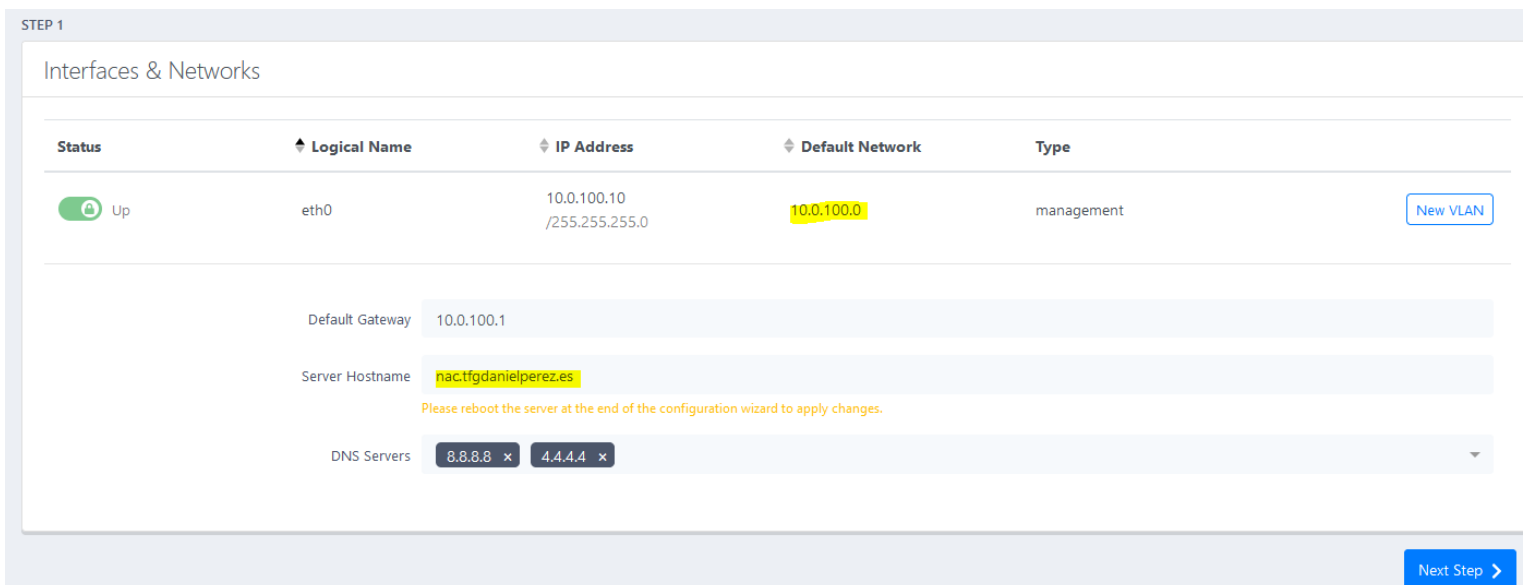 STEP 1
Interfaces & Networks
Status Logical Name IP Address Default Network Type
Up eth0 10.0.100.10 10.0.100.0 management New VLAN
/255.255.255.0
Default Gateway 10.0.100.1
Server Hostname nac.tfgdanielperez.es
Please reboot the server at the end of the configuration wizard to apply changes.
DNS Servers 8.8.8.8 × 4.4.4.4 ×
Next Step